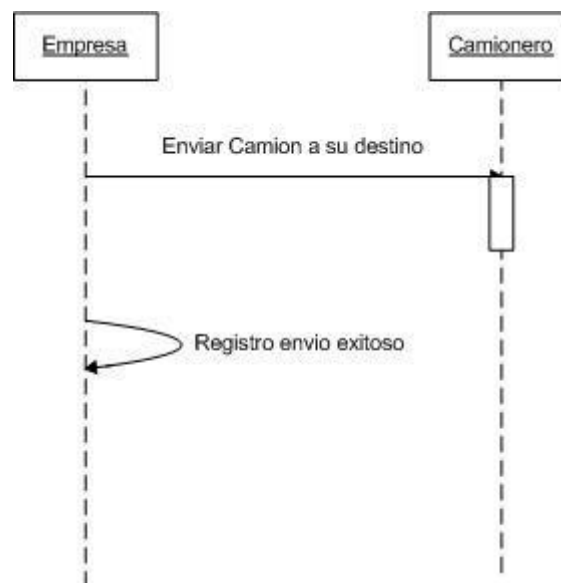 Empresa
Camionero
Enviar Camion a su destino
Registro envio exitoso